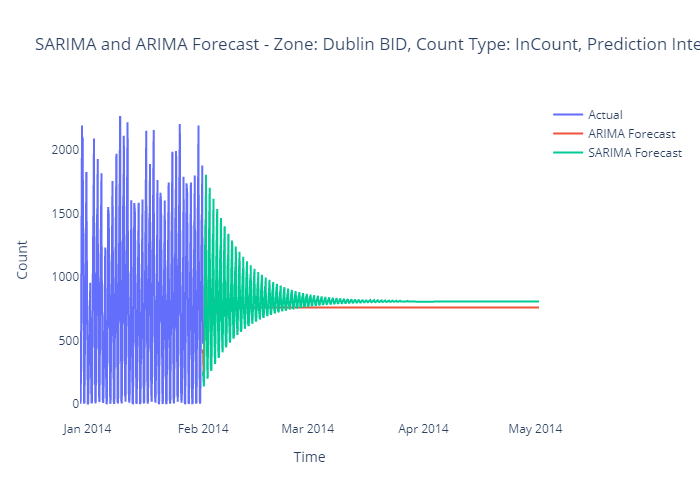 SARIMA and ARIMA Forecast - Zone: Dublin BID, Count Type: InCount, Prediction Inte
Actual
ARIMA Forecast
SARIMA Forecast
2000
1500
1000
500
0
Count
Jan 2014
Feb 2014
Mar 2014
Apr 2014
May 2014
Time